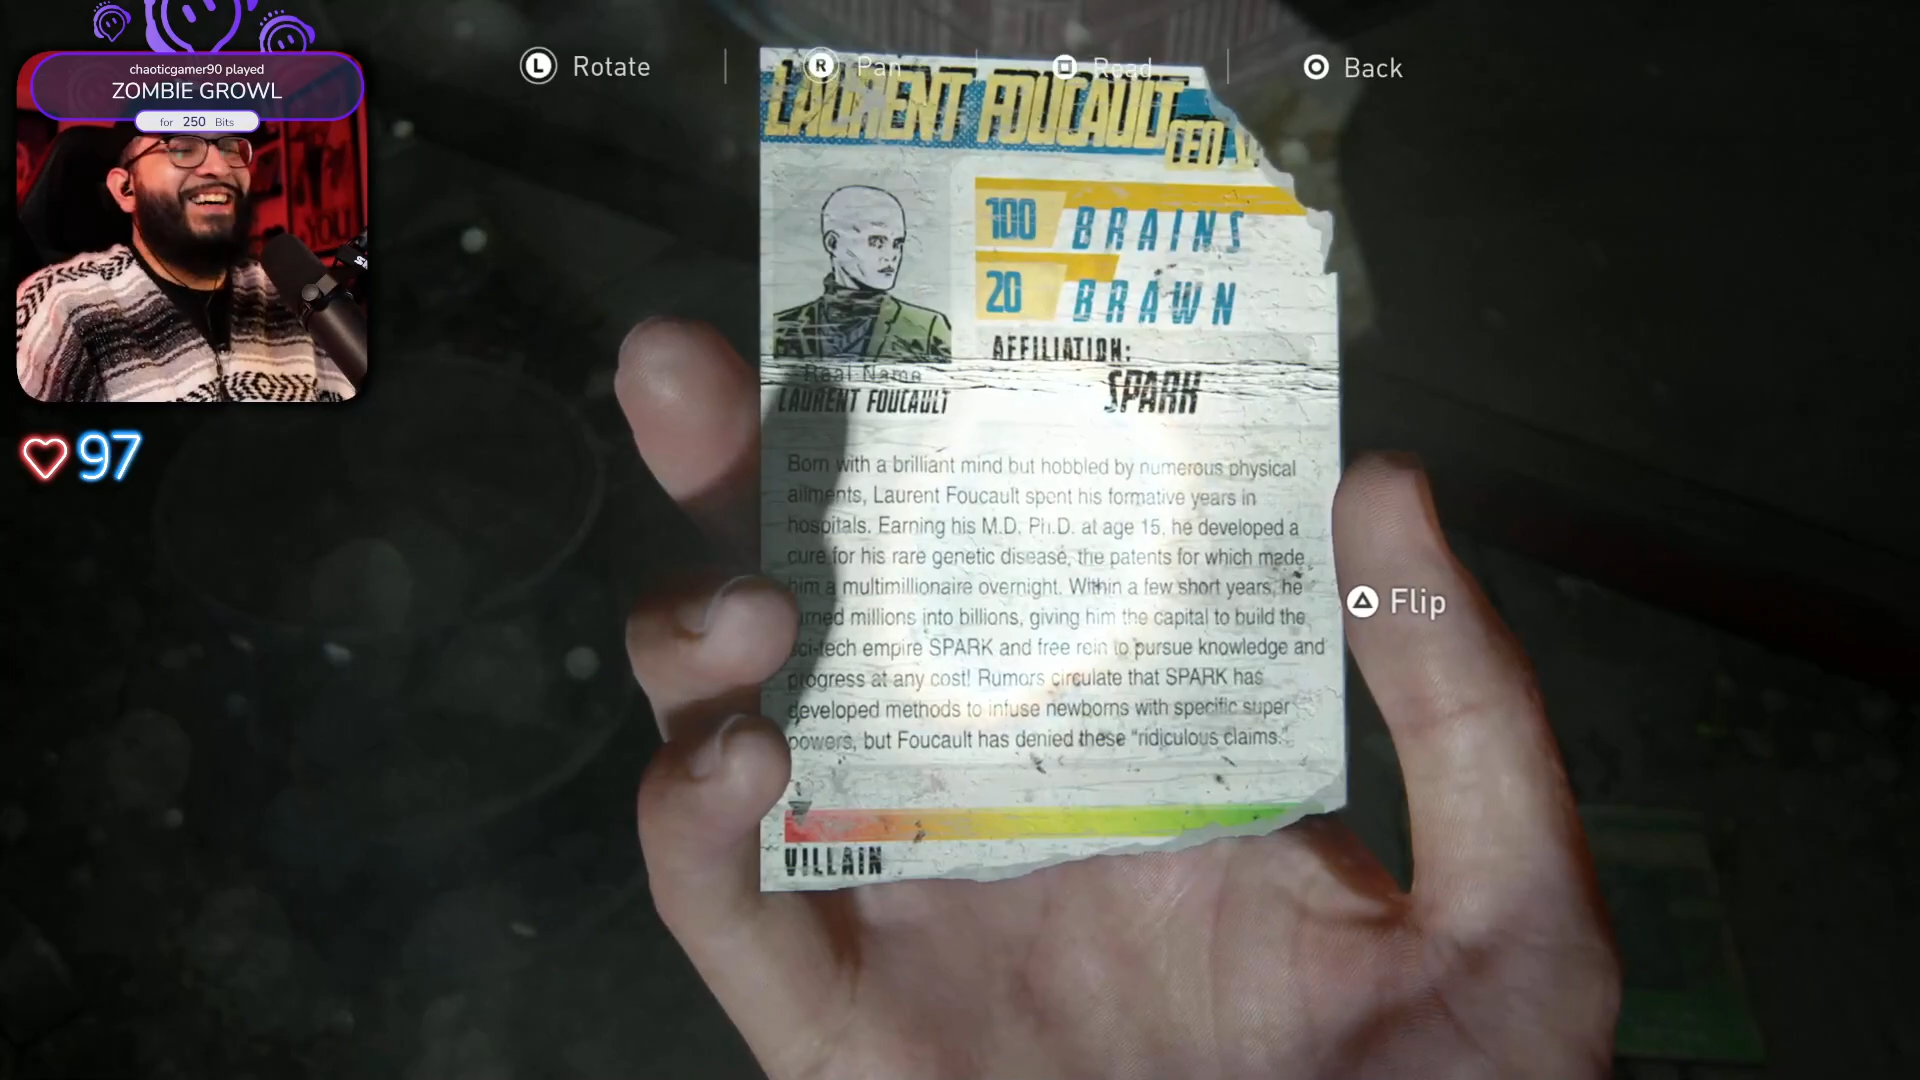 chaoticgamer90 played
ZOMBIE GROWL
for 250 Bits
L Rotate
R Pan
Read
Back
LAURENT FOUCAULT
CEO
100 BRAINS
20 BRAWN
AFFILIATION:
SPARK
Real Name
LAURENT FOUCAULT
Born with a brilliant mind but hobbled by numerous physical
ailments, Laurent Foucault spent his formative years in
hospitals. Earning his M.D. Ph.D. at age 15, he developed a
cure for his rare genetic disease, the patents for which made
him a multimillionaire overnight. Within a few short years, he
turned millions into billions, giving him the capital to build the
sci-tech empire SPARK and free rein to pursue knowledge and
progress at any cost! Rumors circulate that SPARK has
developed methods to infuse newborns with specific super
powers, but Foucault has denied these "ridiculous claims."
VILLAIN
Flip
97
YOU